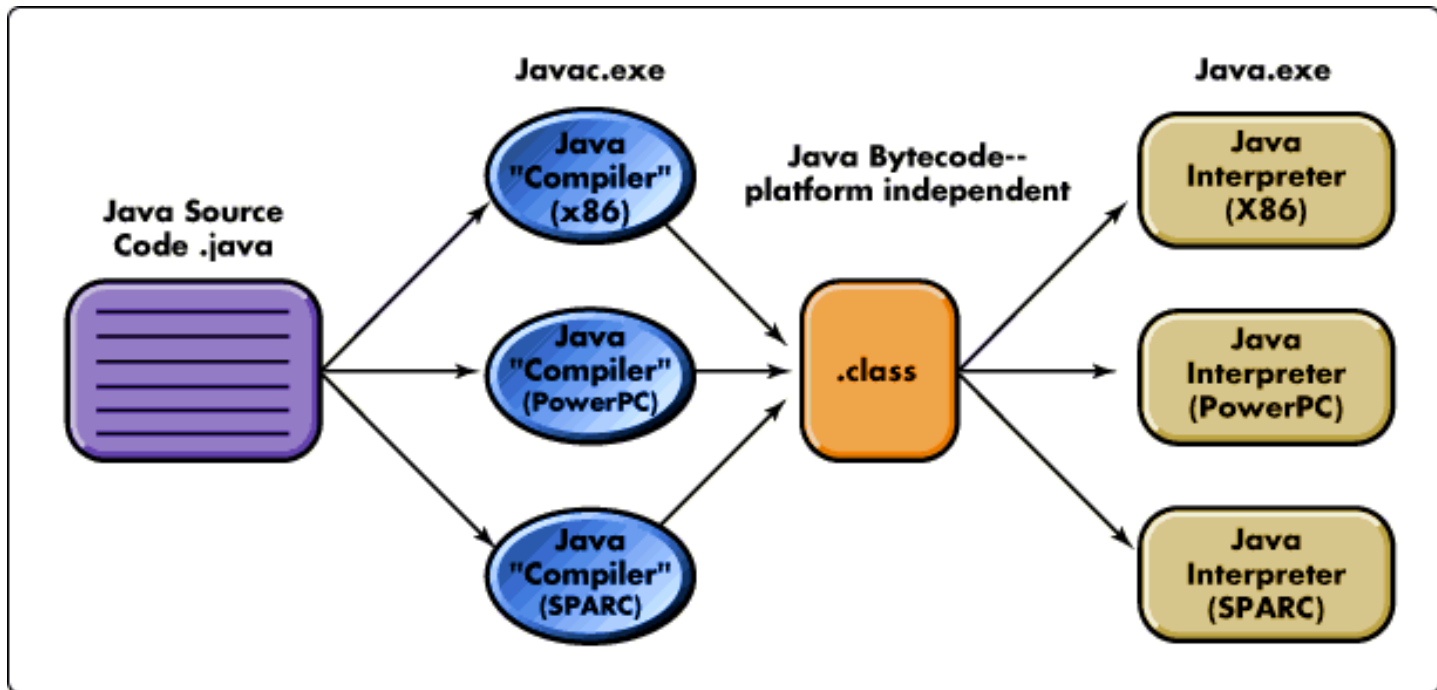 Java Source
Code .java
Javac.exe
Java
"Compiler"
(x86)
Java
"Compiler"
(PowerPC)
Java
"Compiler"
(SPARC)
Java Bytecode--
platform independent
.class
Java.exe
Java
Interpreter
(X86)
Java
Interpreter
(PowerPC)
Java
Interpreter
(SPARC)